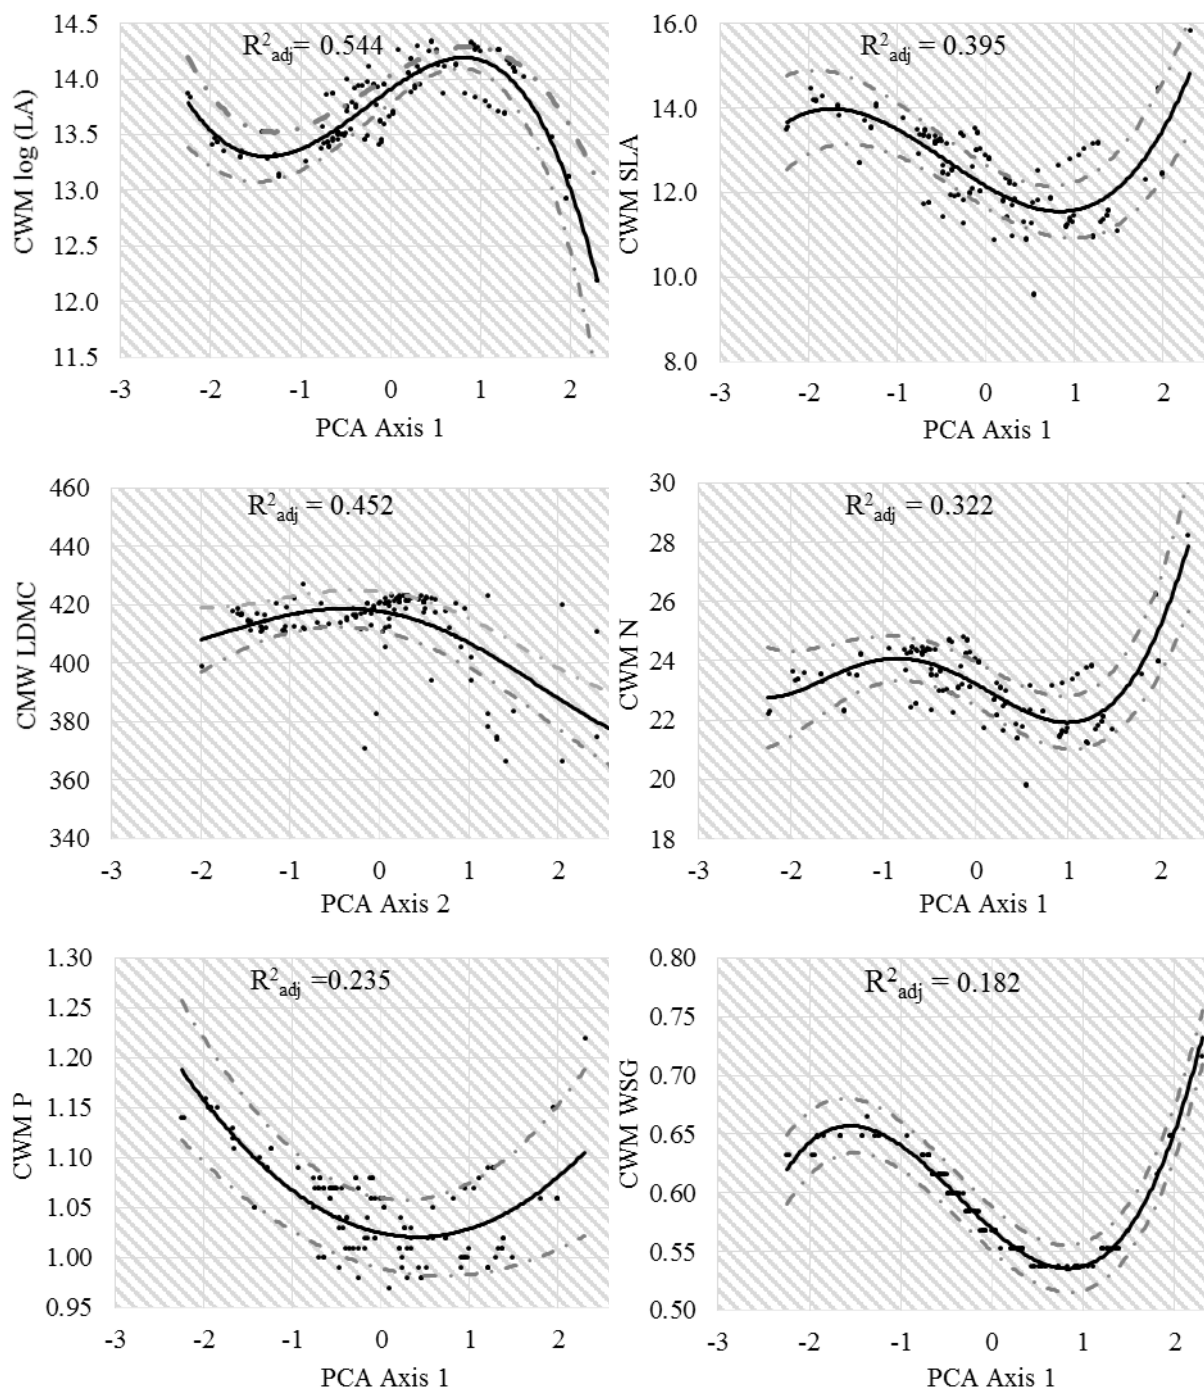 R²adj = 0.544
CWM log (LA)
14.5
14.0
13.5
13.0
12.5
12.0
11.5
-3 -2 -1 0 1 2
PCA Axis 1
R²adj = 0.395
CWM SLA
16.0
14.0
12.0
10.0
8.0
-3 -2 -1 0 1 2
PCA Axis 1
R²adj = 0.452
CMW LDMC
460
440
420
400
380
360
340
-3 -2 -1 0 1 2
PCA Axis 2
R²adj = 0.322
CWM N
30
28
26
24
22
20
18
-3 -2 -1 0 1 2
PCA Axis 1
R²adj =0.235
CWM P
1.30
1.25
1.20
1.15
1.10
1.05
1.00
0.95
-3 -2 -1 0 1 2
PCA Axis 1
R²adj = 0.182
CWM WSG
0.80
0.75
0.70
0.65
0.60
0.55
0.50
-3 -2 -1 0 1 2
PCA Axis 1